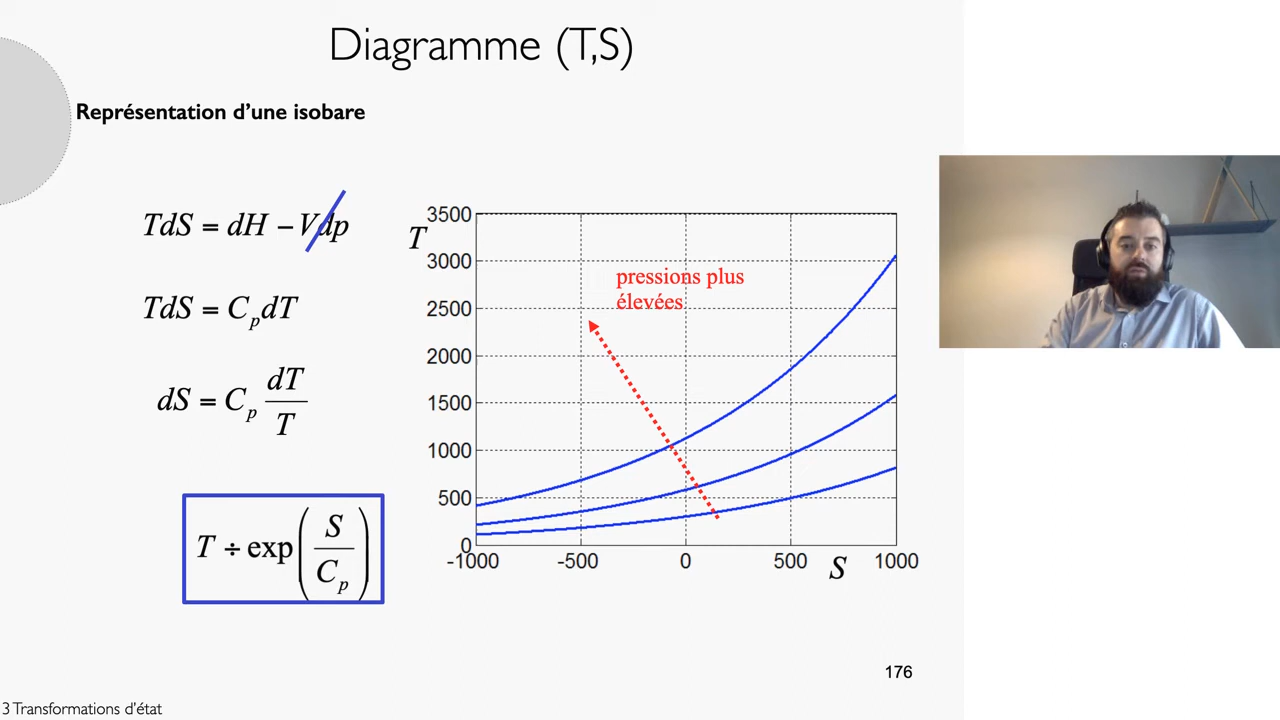 Diagramme (T,S)
Représentation d'une isobare
TdS = dH − Vdp
TdS = C_p dT
dS = C_p dT/T
T ÷ exp(S/C_p)
T
3500
3000
2500
2000
1500
1000
500
0
pressions plus
élevées
-1000 -500 0 500 1000
S
176
3 Transformations d'état